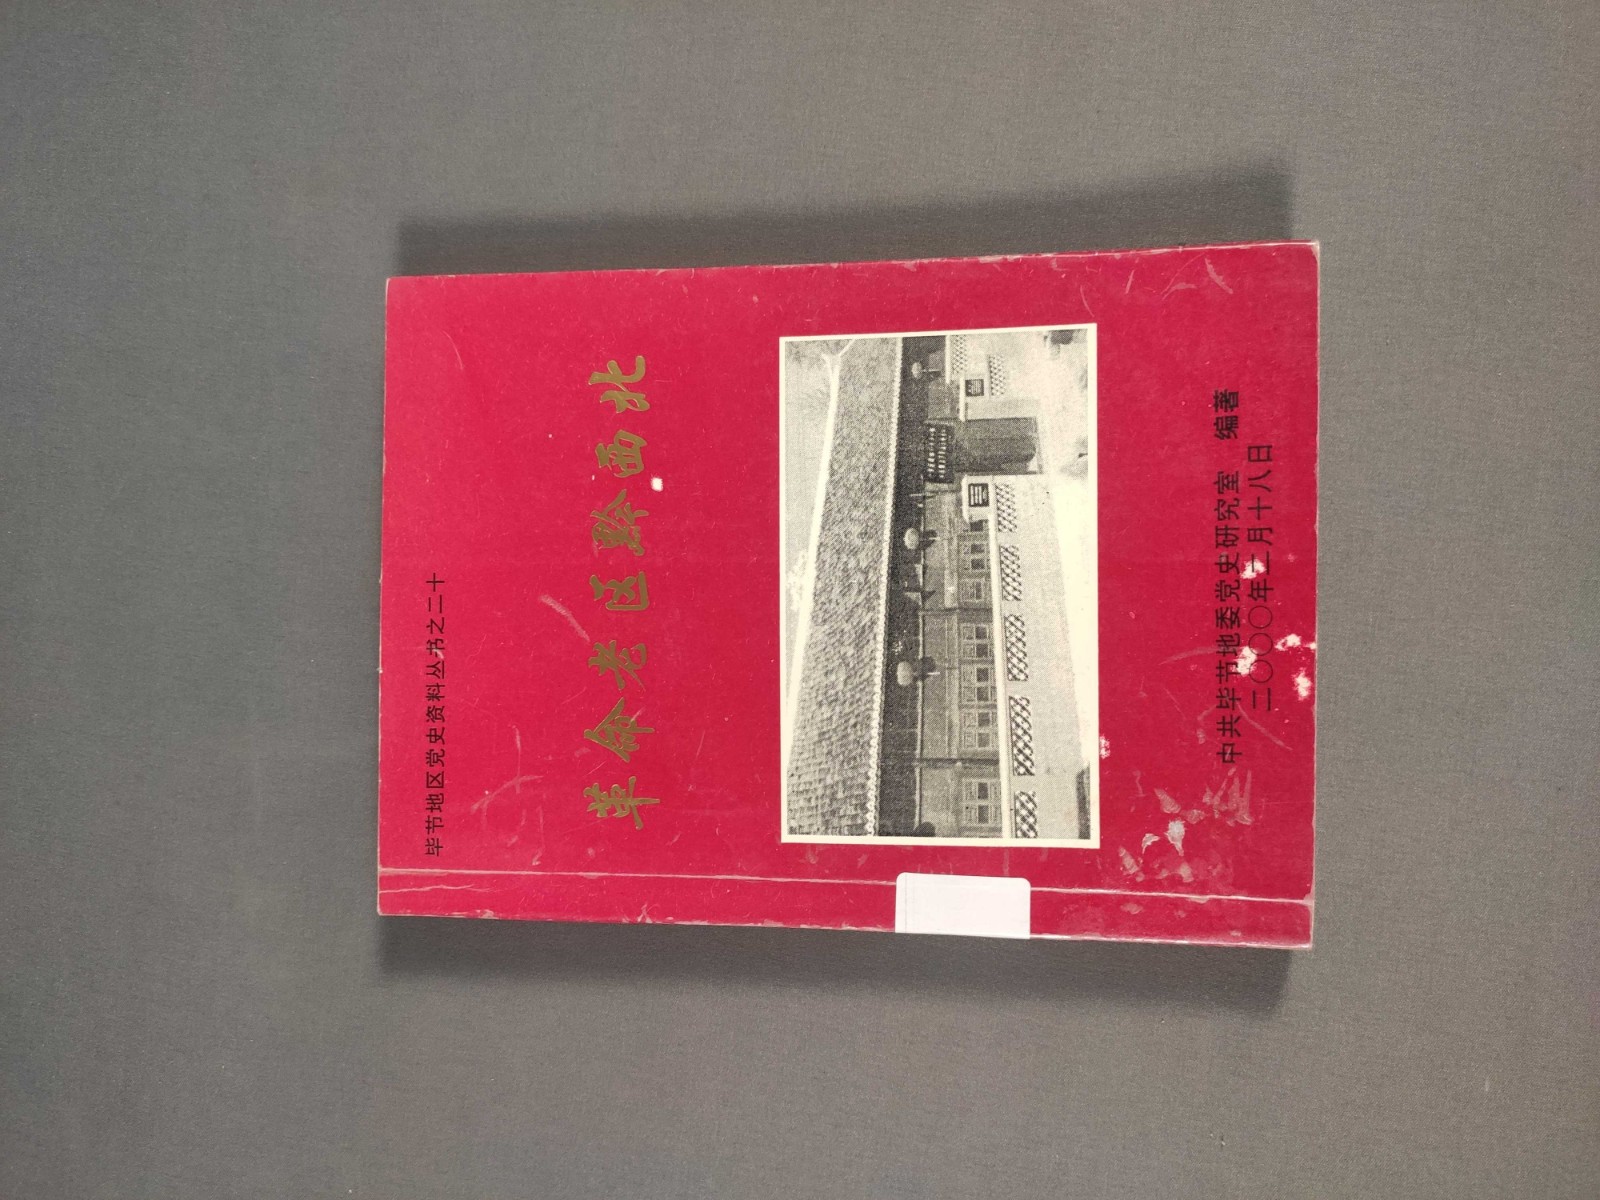 毕节地区党史资料丛书之二十
革命老区黔西北
中共毕节地委党史研究室 编著
二〇〇〇年二月十八日